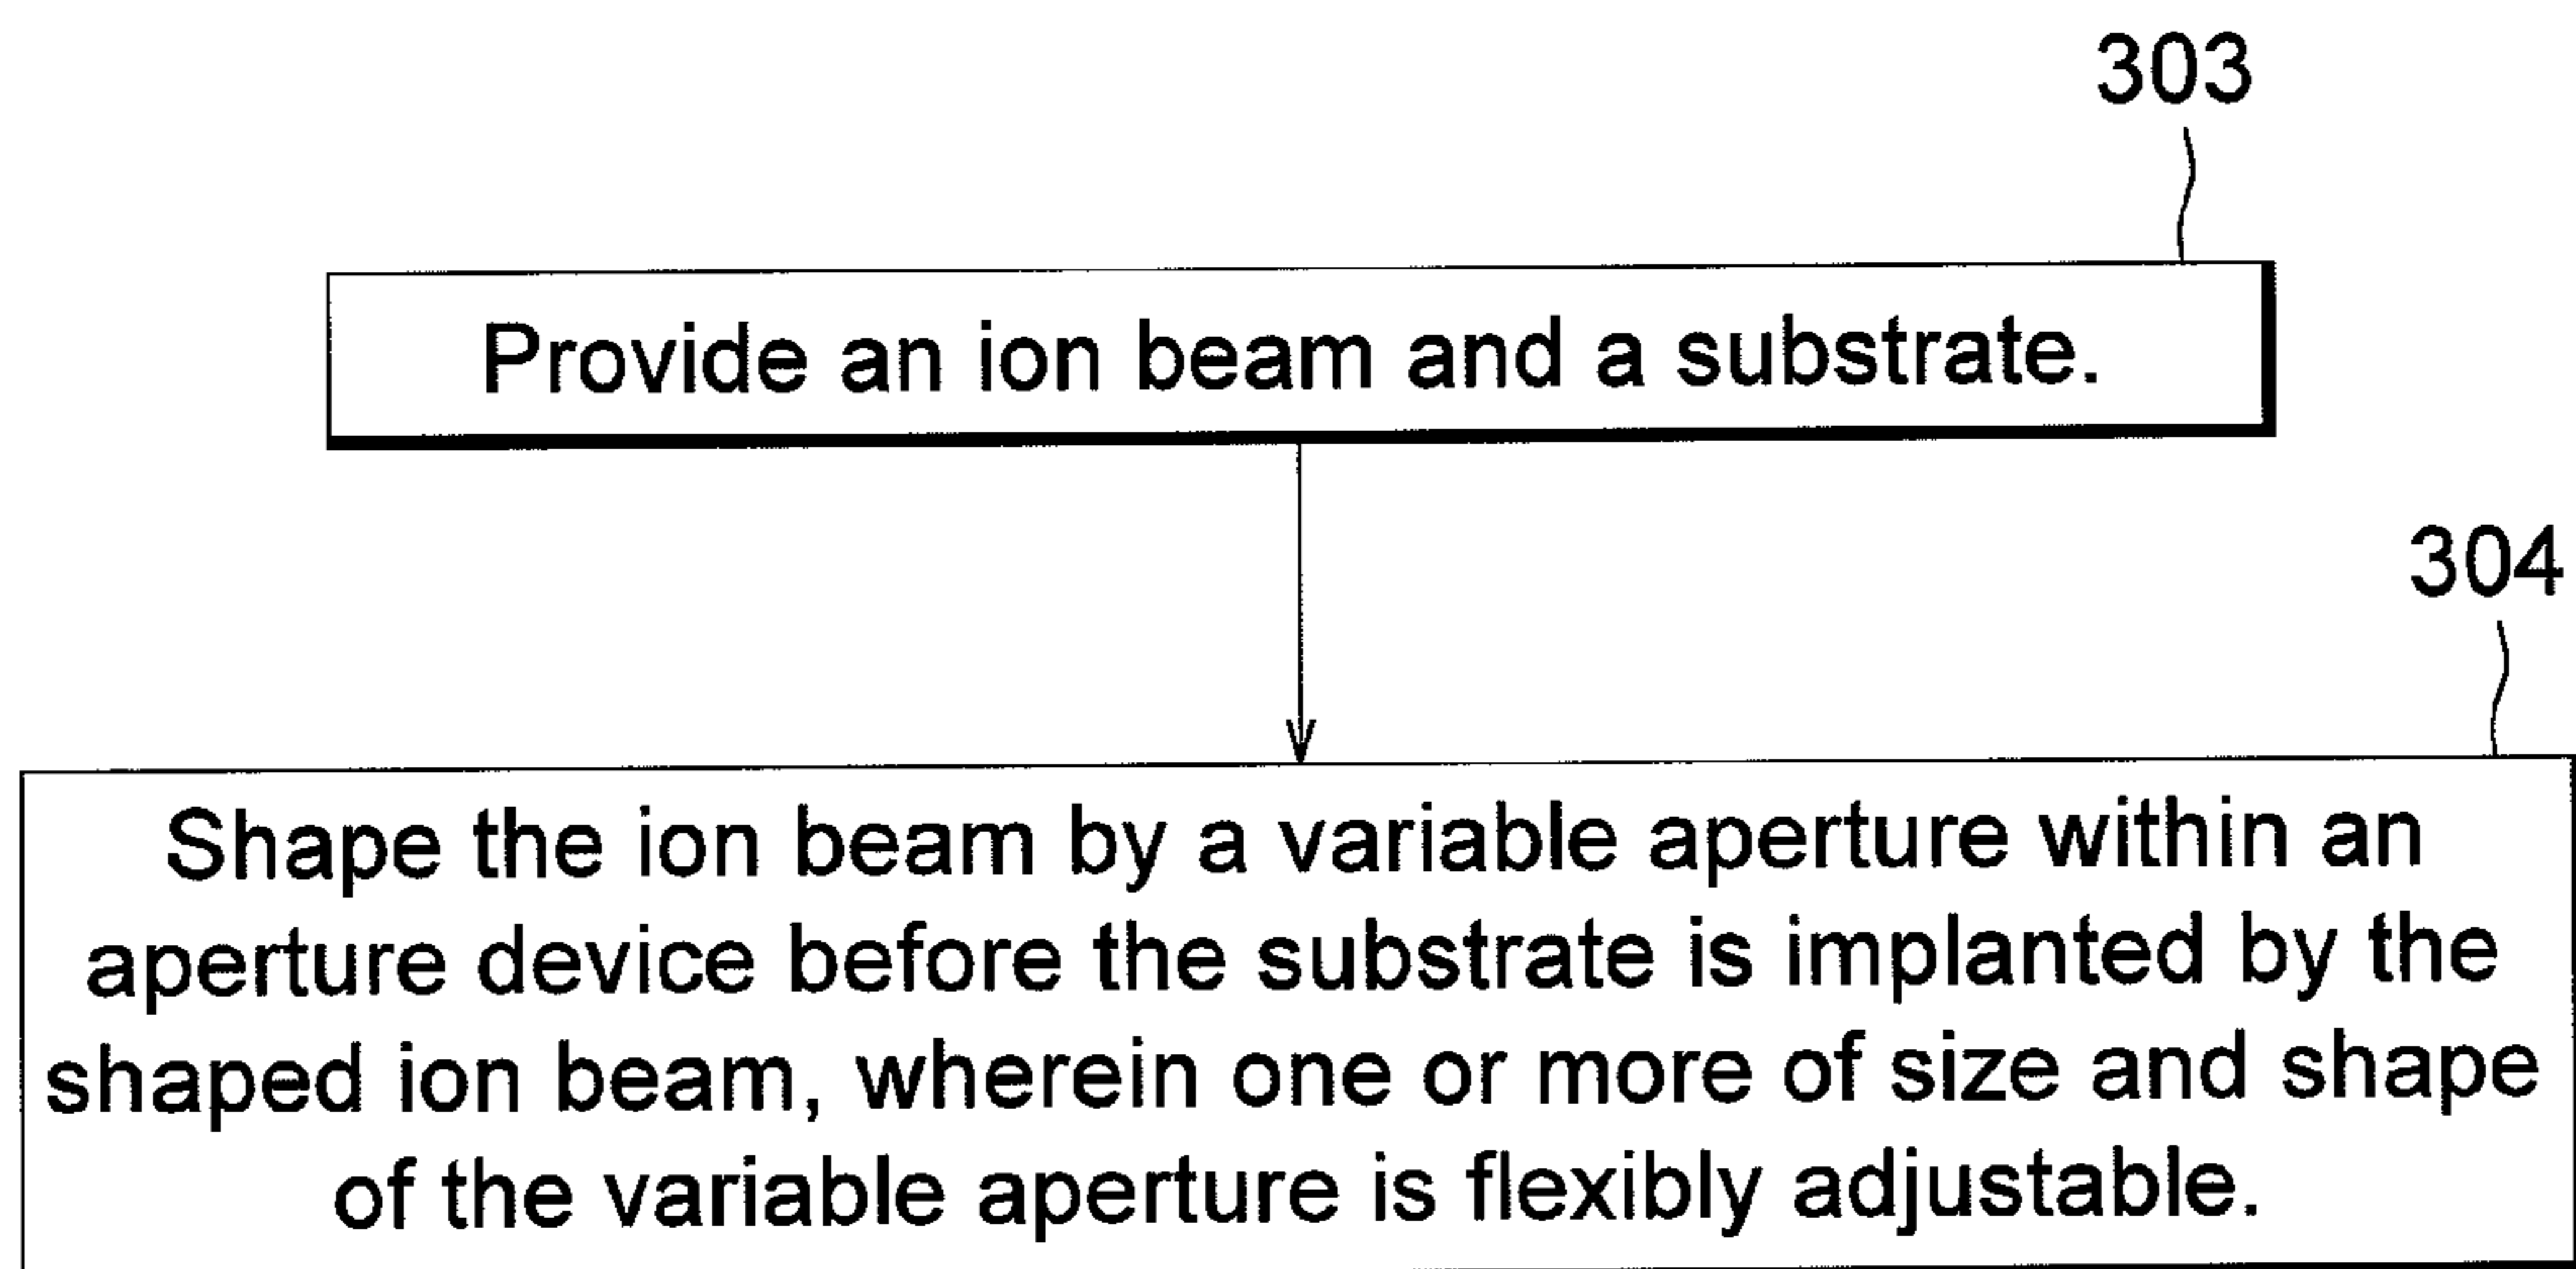 303
Provide an ion beam and a substrate.
304
Shape the ion beam by a variable aperture within an
aperture device before the substrate is implanted by the
shaped ion beam, wherein one or more of size and shape
of the variable aperture is flexibly adjustable.